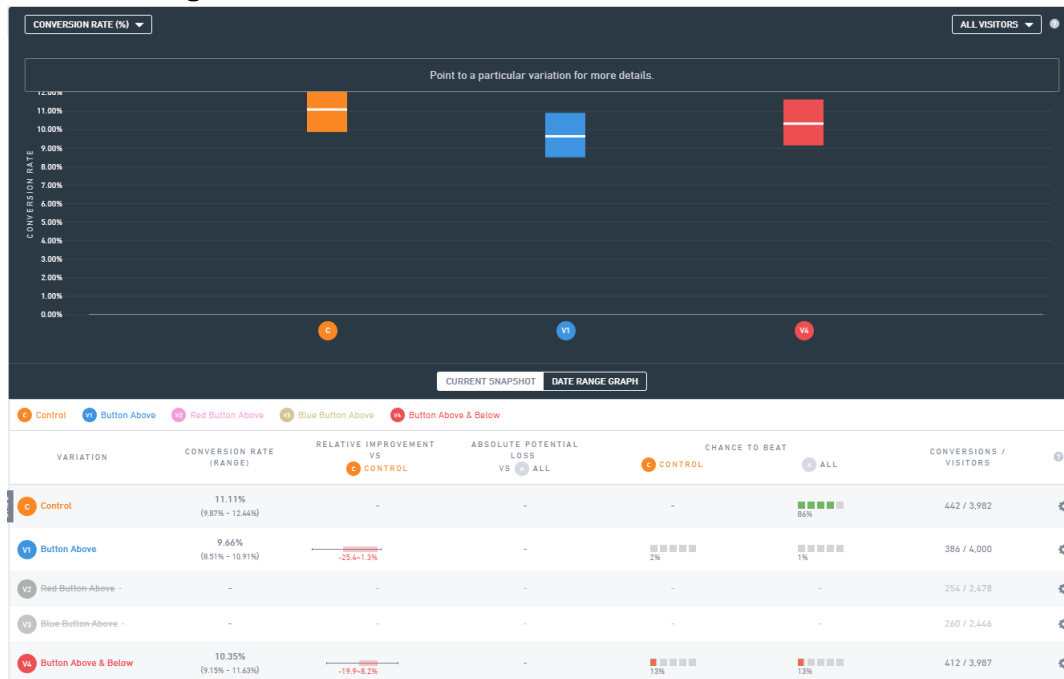 CONVERSION RATE (%)
ALL VISITORS
?
Point to a particular variation for more details.
12.00%
11.00%
10.00%
9.00%
8.00%
7.00%
6.00%
5.00%
4.00%
3.00%
2.00%
1.00%
0.00%
CONVERSION RATE
C
V1
V4
CURRENT SNAPSHOT DATE RANGE GRAPH
C Control V1 Button Above V2 Red Button Above V3 Blue Button Above V4 Button Above & Below
VARIATION
CONVERSION RATE
(RANGE)
RELATIVE IMPROVEMENT
VS
C CONTROL
ABSOLUTE POTENTIAL
LOSS
VS A ALL
CHANCE TO BEAT
C CONTROL
A ALL
CONVERSIONS /
VISITORS
?
C Control
11.11%
(9.87% - 12.44%)
-
-
-
86%
442 / 3,982
V1 Button Above
9.66%
(8.51% - 10.91%)
-25.4~1.3%
-
2%
1%
386 / 4,000
V2 Red Button Above -
-
-
-
-
-
254 / 2,478
V3 Blue Button Above -
-
-
-
-
-
260 / 2,446
V4 Button Above & Below
10.35%
(9.15% - 11.63%)
-19.9~8.2%
-
13%
13%
412 / 3,987